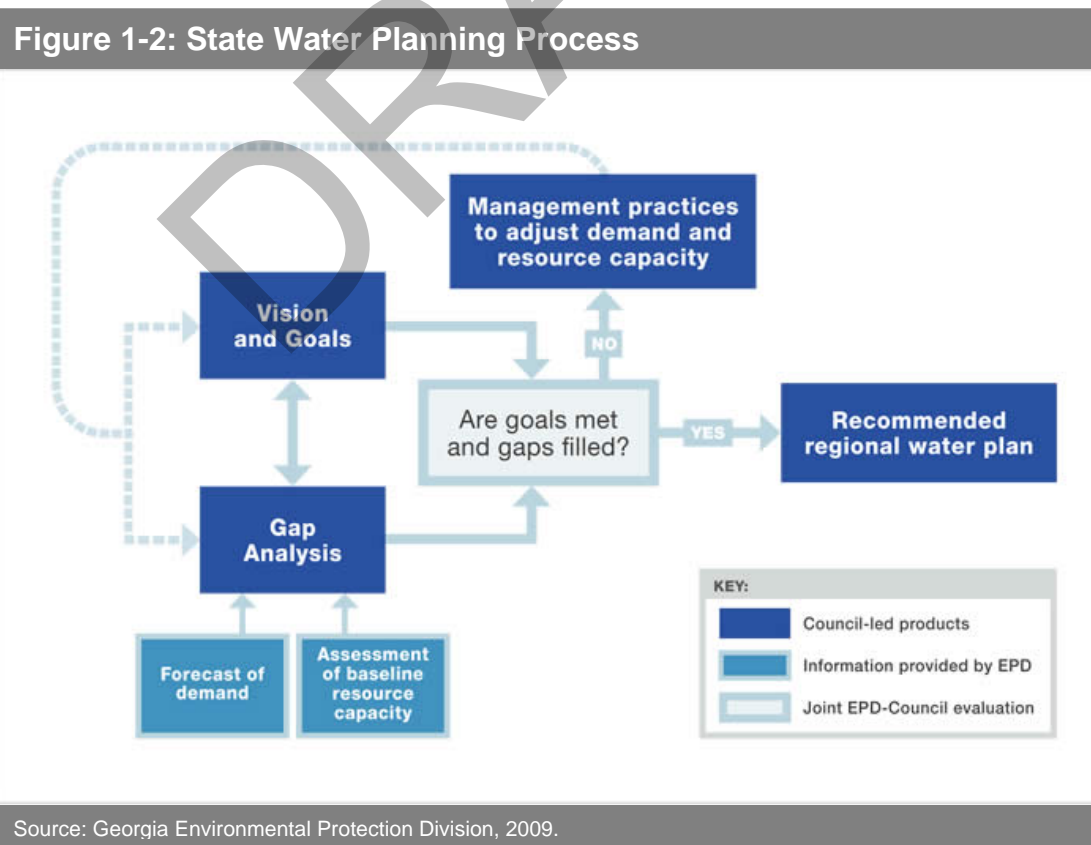 Figure 1-2: State Water Planning Process
DRA
Management practices
to adjust demand and
resource capacity
Vision
and Goals
NO
Are goals met
and gaps filled?
YES
Recommended
regional water plan
Gap
Analysis
Forecast of
demand
Assessment
of baseline
resource
capacity
KEY:
Council-led products
Information provided by EPD
Joint EPD-Council evaluation
Source: Georgia Environmental Protection Division, 2009.